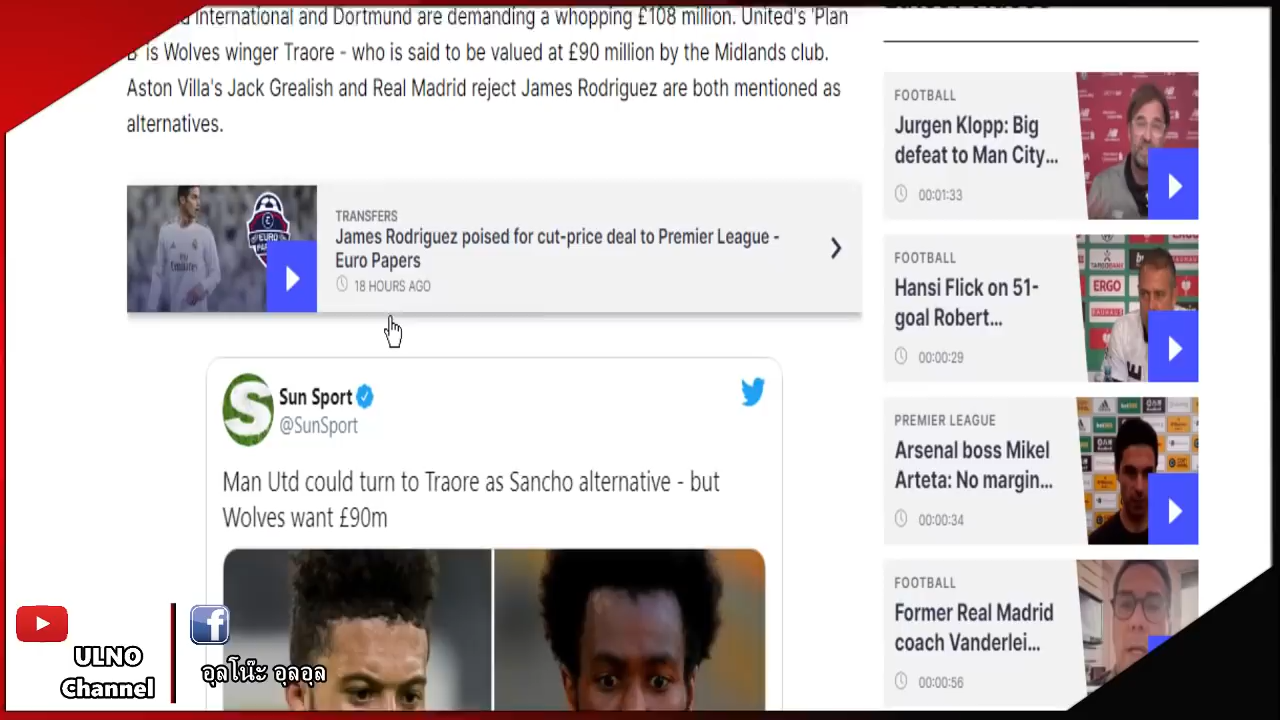 International and Dortmund are demanding a whopping £108 million. United's 'Plan
B' is Wolves winger Traore - who is said to be valued at £90 million by the Midlands club.
Aston Villa's Jack Grealish and Real Madrid reject James Rodriguez are both mentioned as
alternatives.
TRANSFERS
James Rodriguez poised for cut-price deal to Premier League -
Euro Papers
18 HOURS AGO
Sun Sport
@SunSport
Man Utd could turn to Traore as Sancho alternative - but
Wolves want £90m
FOOTBALL
Jurgen Klopp: Big
defeat to Man City...
00:01:33
FOOTBALL
Hansi Flick on 51-
goal Robert...
00:00:29
ERGO
PREMIER LEAGUE
Arsenal boss Mikel
Arteta: No margin...
00:00:34
FOOTBALL
Former Real Madrid
coach Vanderlei...
00:00:56
ULNO
Channel
อุลโน๊ะ อุลอุล